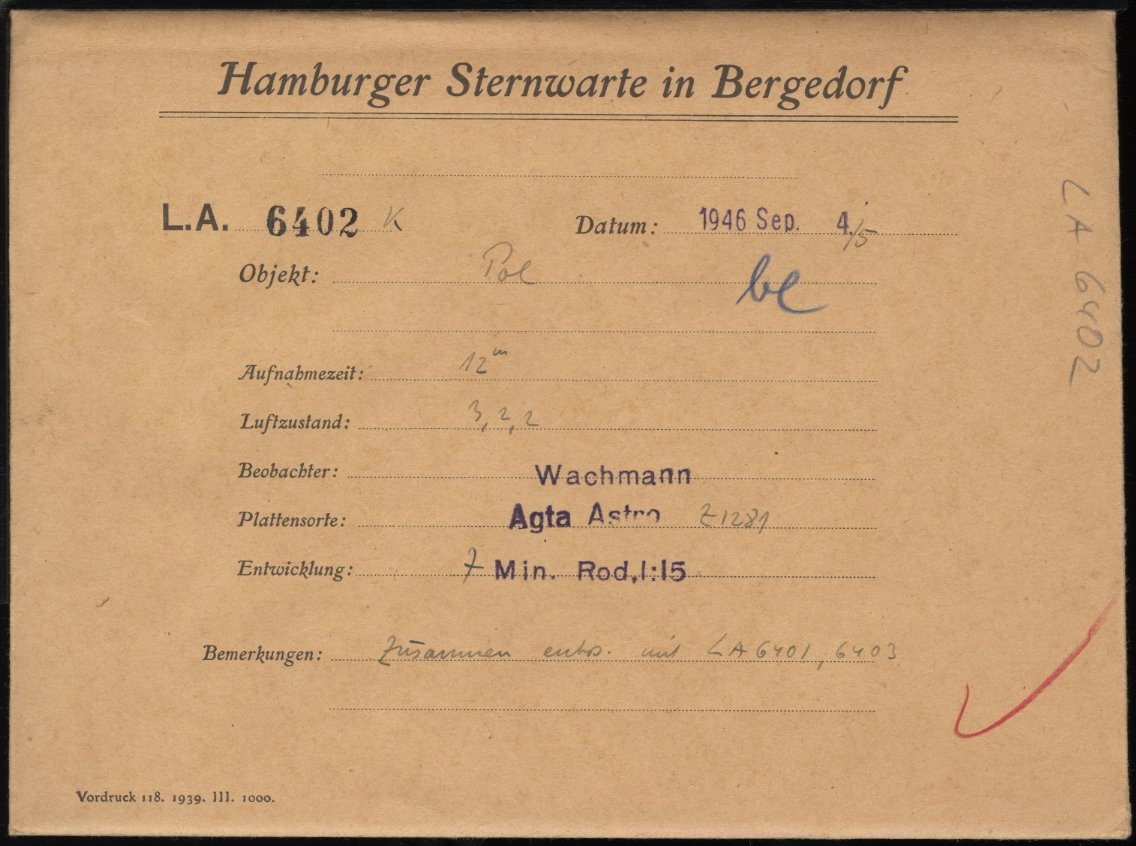 Hamburger Sternwarte in Bergedorf
L.A. 6402 K Datum: 1946 Sep. 4./5
Objekt: Pol be
Aufnahmezeit: 12 m
Luftzustand: 3, 2, 2
Beobachter: Wachmann
Plattensorte: Agfa Astro Z1281
Entwicklung: 7 Min. Rod, 1:15
Bemerkungen: Zusammen entw. mit LA 6401, 6403
Vordruck 118. 1939. III. 1000.
LA 6402